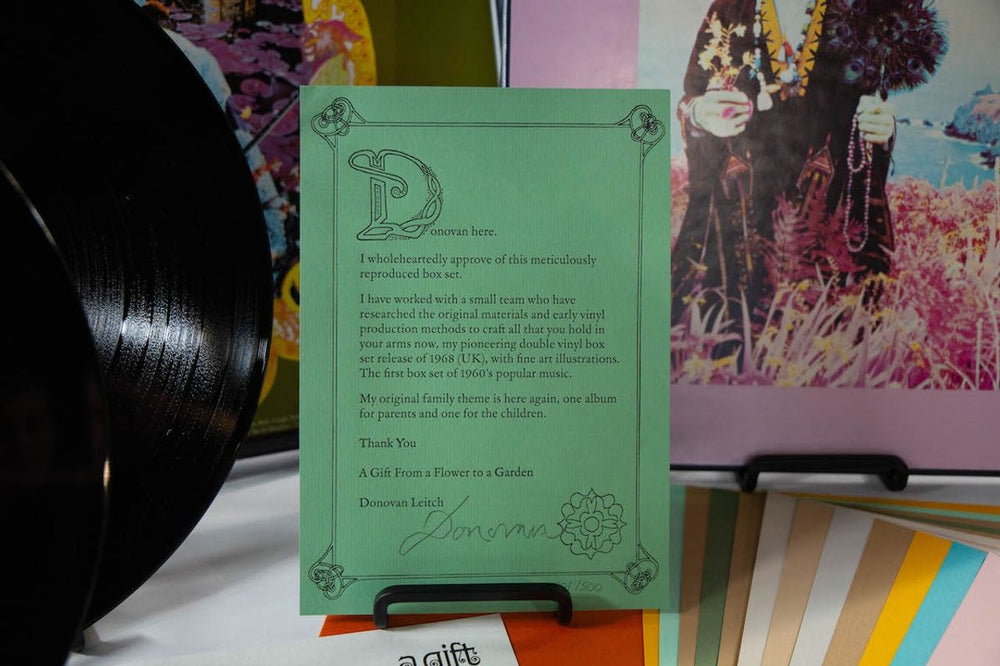 Donovan here.
I wholeheartedly approve of this meticulously
reproduced box set.
I have worked with a small team who have
researched the original materials and early vinyl
production methods to craft all that you hold in
your arms now, my pioneering double vinyl box
set release of 1968 (UK), with fine art illustrations.
The first box set of 1960's popular music.
My original family theme is here again, one album
for parents and one for the children.
Thank You
A Gift From a Flower to a Garden
Donovan Leitch
Donovan
/500
a gift